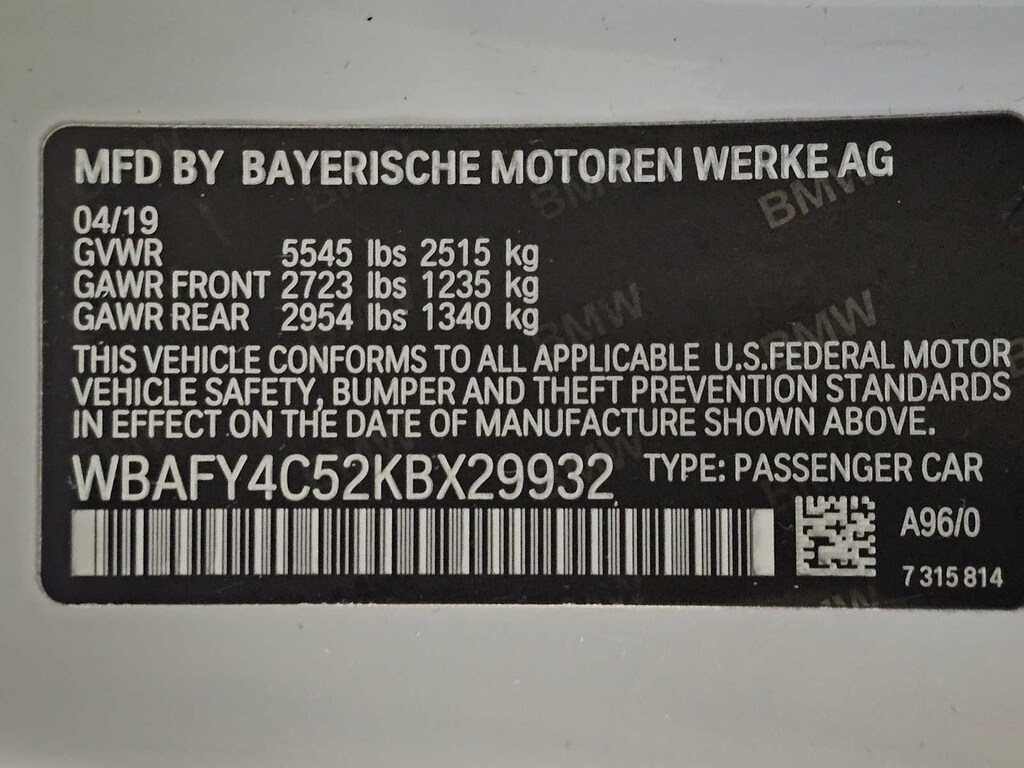 MFD BY BAYERISCHE MOTOREN WERKE AG
04/19
GVWR 5545 lbs 2515 kg
GAWR FRONT 2723 lbs 1235 kg
GAWR REAR 2954 lbs 1340 kg
THIS VEHICLE CONFORMS TO ALL APPLICABLE U.S.FEDERAL MOTOR
VEHICLE SAFETY, BUMPER AND THEFT PREVENTION STANDARDS
IN EFFECT ON THE DATE OF MANUFACTURE SHOWN ABOVE.
WBAFY4C52KBX29932 TYPE: PASSENGER CAR
A96/0
7 315 814
BMW
BMW
BMW